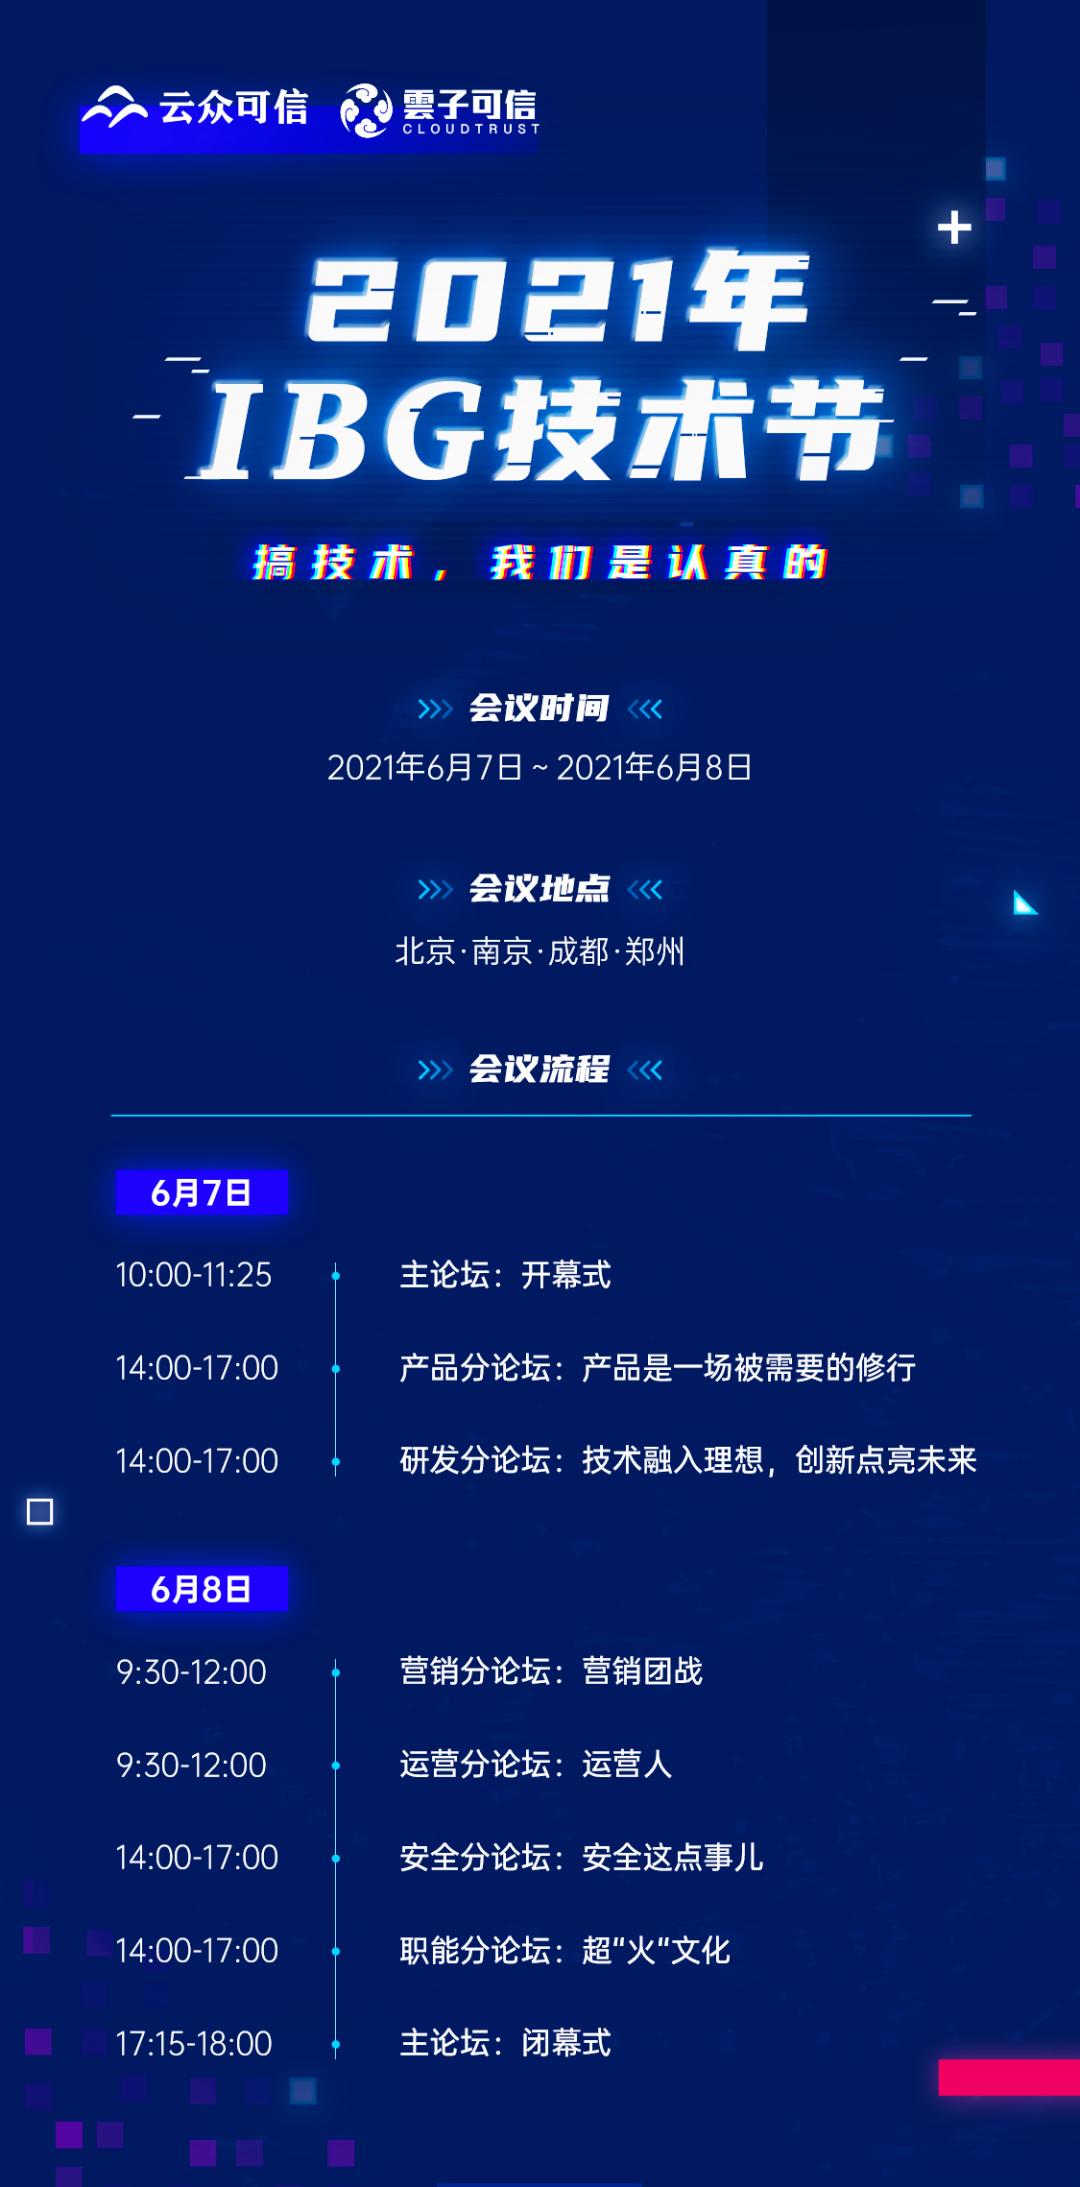 云众可信 雲子可信
CLOUDTRUST
2021年
IBG技术节
搞技术，我们是认真的
会议时间
2021年6月7日 ~ 2021年6月8日
会议地点
北京·南京·成都·郑州
会议流程
6月7日
10:00-11:25 主论坛：开幕式
14:00-17:00 产品分论坛：产品是一场被需要的修行
14:00-17:00 研发分论坛：技术融入理想，创新点亮未来
6月8日
9:30-12:00 营销分论坛：营销团战
9:30-12:00 运营分论坛：运营人
14:00-17:00 安全分论坛：安全这点事儿
14:00-17:00 职能分论坛：超"火"文化
17:15-18:00 主论坛：闭幕式